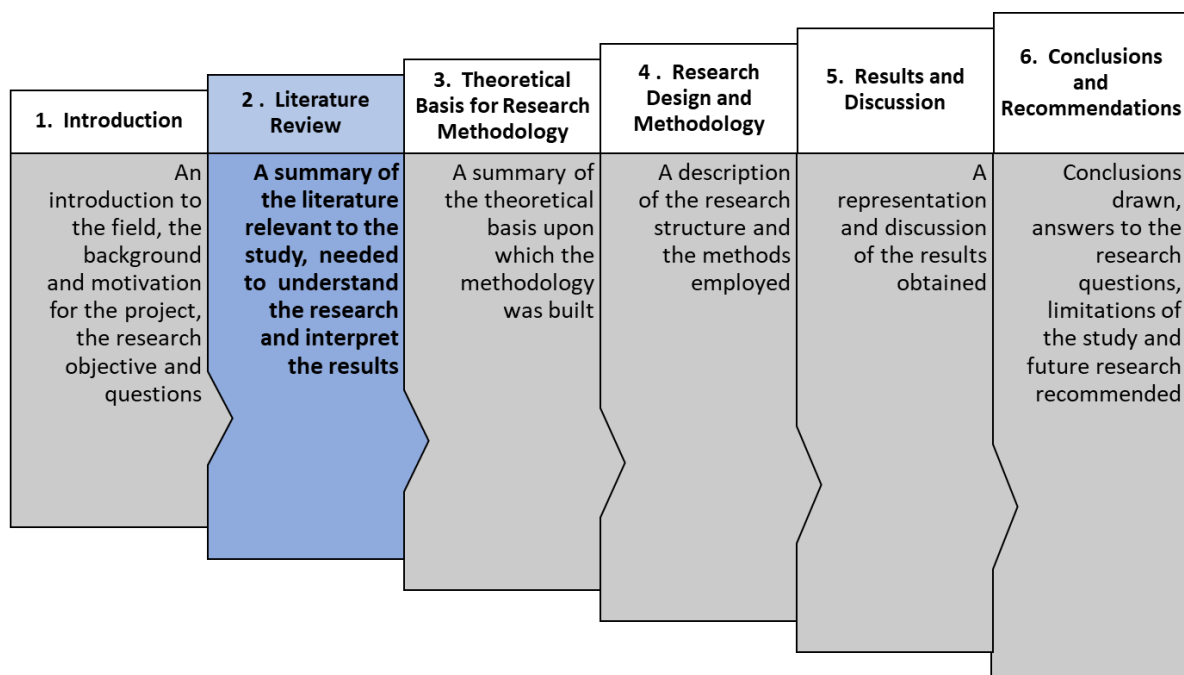 1. Introduction
An
introduction to
the field, the
background
and motivation
for the project,
the research
objective and
questions
2 . Literature
Review
A summary of
the literature
relevant to the
study, needed
to understand
the research
and interpret
the results
3. Theoretical
Basis for Research
Methodology
A summary of
the theoretical
basis upon
which the
methodology
was built
4 . Research
Design and
Methodology
A description
of the research
structure and
the methods
employed
5. Results and
Discussion
A
representation
and discussion
of the results
obtained
6. Conclusions
and
Recommendations
Conclusions
drawn,
answers to the
research
questions,
limitations of
the study and
future research
recommended